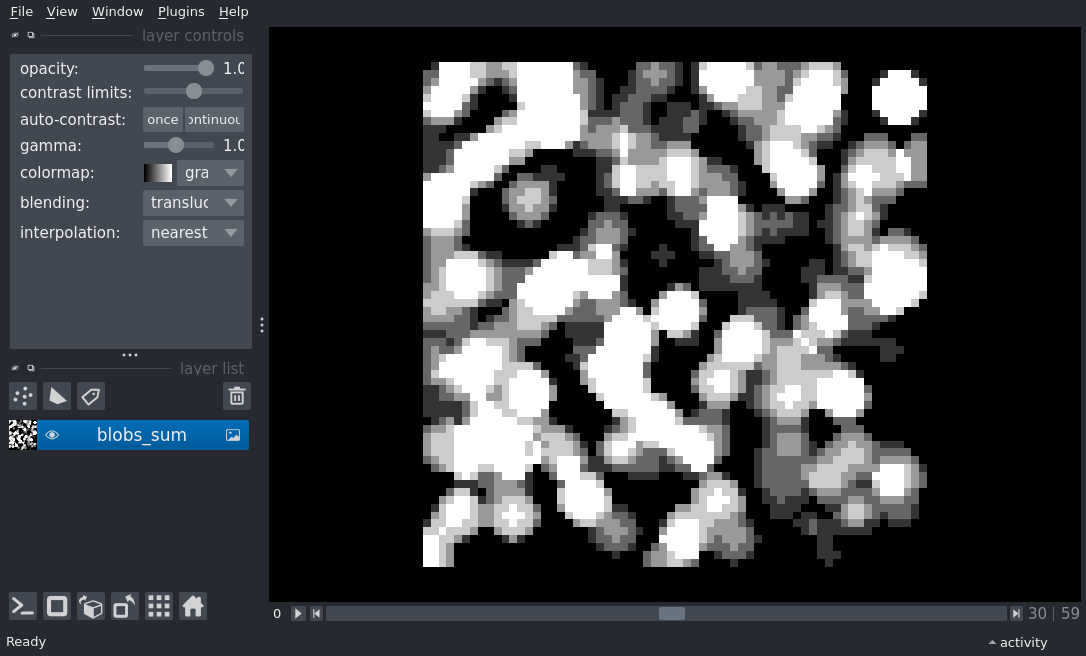 File View Window Plugins Help
layer controls
opacity: 1.0
contrast limits:
auto-contrast: once ontinuou
gamma: 1.0
colormap: gra
blending: transluc
interpolation: nearest
layer list
blobs_sum
0 30 | 59
Ready activity